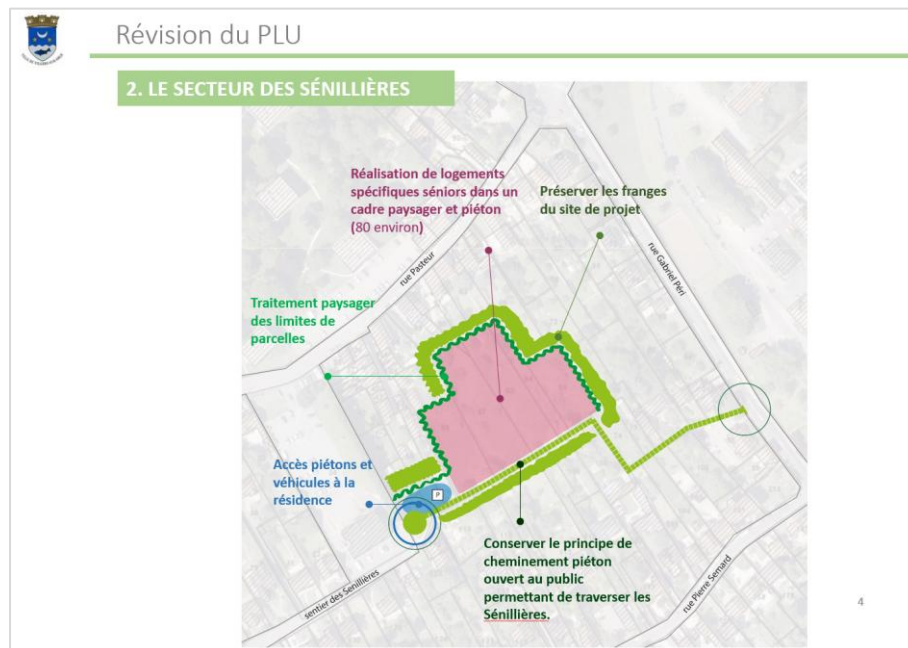 Révision du PLU
2. LE SECTEUR DES SÉNILLIÈRES
Réalisation de logements
spécifiques séniors dans un
cadre paysager et piéton
(80 environ)
Préserver les franges
du site de projet
rue Pasteur
rue Gabriel Péri
Traitement paysager
des limites de
parcelles
Accès piétons et
véhicules à la
résidence
P
Conserver le principe de
cheminement piéton
ouvert au public
permettant de traverser les
Sénillières.
sentier des Senillières
rue Pierre Semard
4